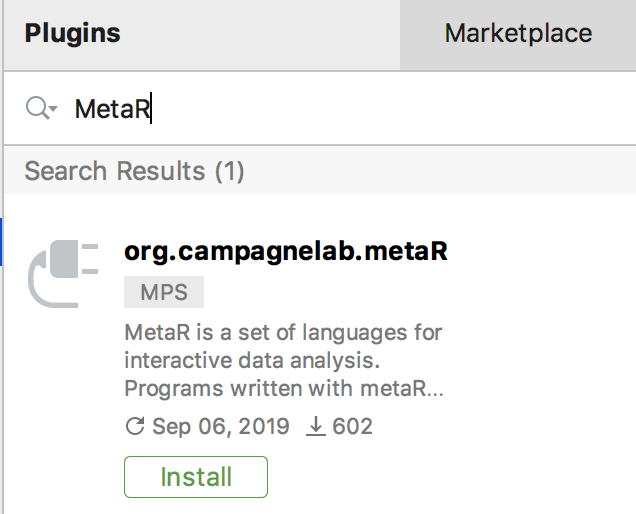 Plugins Marketplace
MetaR
Search Results (1)
org.campagnelab.metaR
MPS
MetaR is a set of languages for
interactive data analysis.
Programs written with metaR...
Sep 06, 2019 602
Install